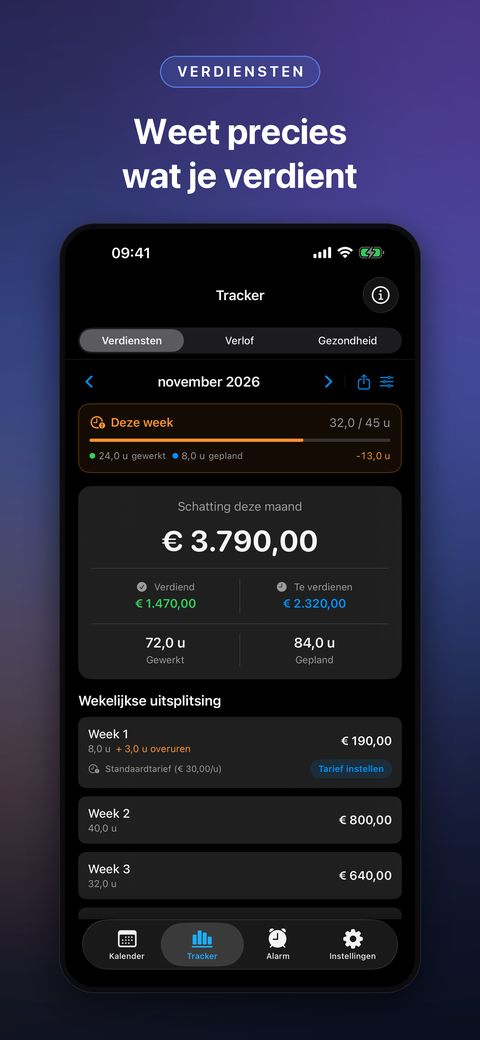 VERDIENSTEN
Weet precies
wat je verdient
09:41
Tracker
Verdiensten Verlof Gezondheid
november 2026
Deze week 32,0 / 45 u
24,0 u gewerkt 8,0 u gepland -13,0 u
Schatting deze maand
€ 3.790,00
Verdiend Te verdienen
€ 1.470,00 € 2.320,00
72,0 u 84,0 u
Gewerkt Gepland
Wekelijkse uitsplitsing
Week 1
8,0 u + 3,0 u overuren € 190,00
Standaardtarief (€ 30,00/u) Tarief instellen
Week 2
40,0 u € 800,00
Week 3
32,0 u € 640,00
Kalender Tracker Alarm Instellingen